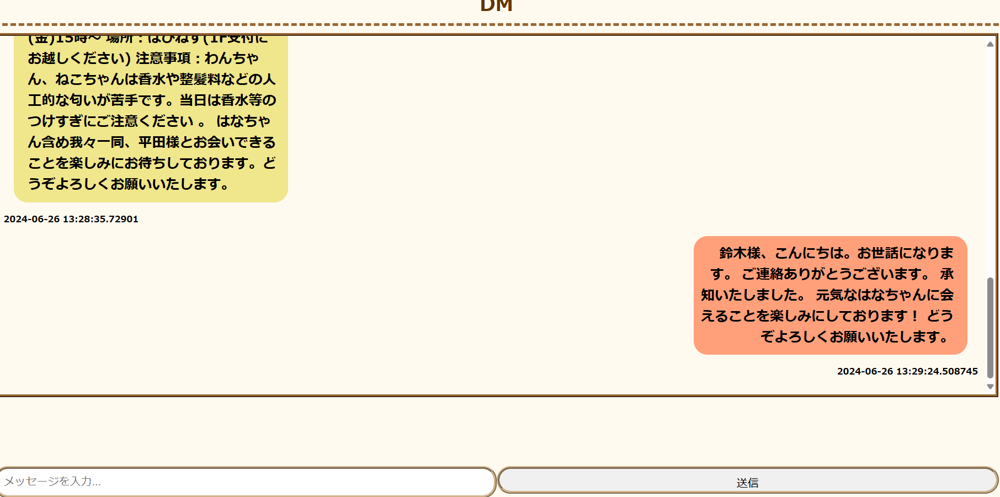 DM
(金)15時～ 場所：はぴねす(1F受付に
お越しください) 注意事項：わんちゃ
ん、ねこちゃんは香水や整髪料などの人
工的な匂いが苦手です。当日は香水等の
つけすぎにご注意ください 。 はなちゃ
ん含め我々一同、平田様とお会いできる
ことを楽しみにお待ちしております。ど
うぞよろしくお願いいたします。
2024-06-26 13:28:35.72901
鈴木様、こんにちは。お世話になりま
す。 ご連絡ありがとうございます。 承
知いたしました。 元気なはなちゃんに会
えることを楽しみにしております！ どう
ぞよろしくお願いいたします。
2024-06-26 13:29:24.508745
メッセージを入力...
送信